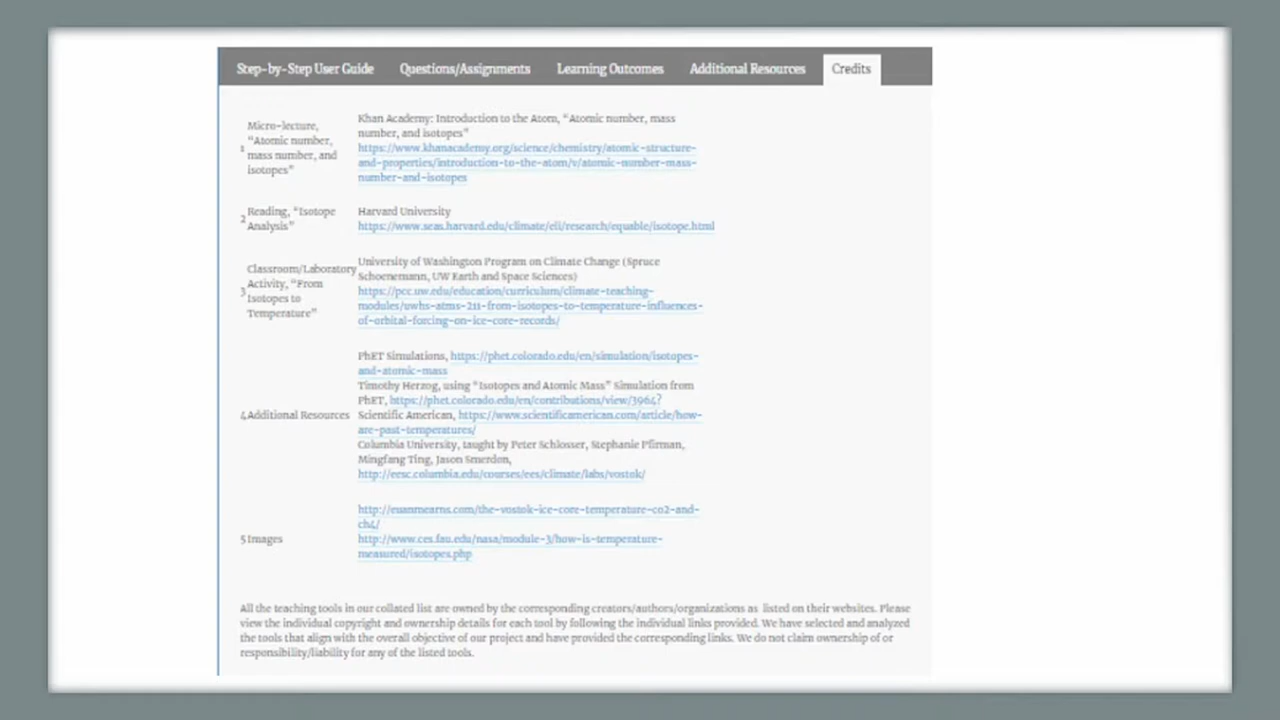 Step-by-Step User Guide Questions/Assignments Learning Outcomes Additional Resources Credits
1 Micro-lecture, "Atomic number, mass number, and isotopes"
Khan Academy: Introduction to the Atom, "Atomic number, mass
number, and isotopes"
https://www.khanacademy.org/science/chemistry/atomic-structure-
and-properties/introduction-to-the-atom/v/atomic-number-mass-
number-and-isotopes
2 Reading, "Isotope
Analysis"
Harvard University
https://www.seas.harvard.edu/climate/eli/research/equable/isotope.html
3 Classroom/Laboratory
Activity, "From
Isotopes to
Temperature"
University of Washington Program on Climate Change (Spruce
Schoenemann, UW Earth and Space Sciences)
https://pcc.uw.edu/education/curriculum/climate-teaching-
modules/uwhs-atms-211-from-isotopes-to-temperature-influences-
of-orbital-forcing-on-ice-core-records/
4 Additional Resources
PhET Simulations, https://phet.colorado.edu/en/simulation/isotopes-
and-atomic-mass
Timothy Herzog, using "Isotopes and Atomic Mass" Simulation from
PhET, https://phet.colorado.edu/en/contributions/view/3964?
Scientific American, https://www.scientificamerican.com/article/how-
are-past-temperatures/
Columbia University, taught by Peter Schlosser, Stephanie Pfirman,
Mingfang Ting, Jason Smerdon,
http://eesc.columbia.edu/courses/ees/climate/labs/vostok/
5 Images
http://euanmearns.com/the-vostok-ice-core-temperature-co2-and-
ch4/
http://www.ces.fau.edu/nasa/module-3/how-is-temperature-
measured/isotopes.php
All the teaching tools in our collated list are owned by the corresponding creators/authors/organizations as listed on their websites. Please
view the individual copyright and ownership details for each tool by following the individual links provided. We have selected and analyzed
the tools that align with the overall objective of our project and have provided the corresponding links. We do not claim ownership of or
responsibility/liability for any of the listed tools.